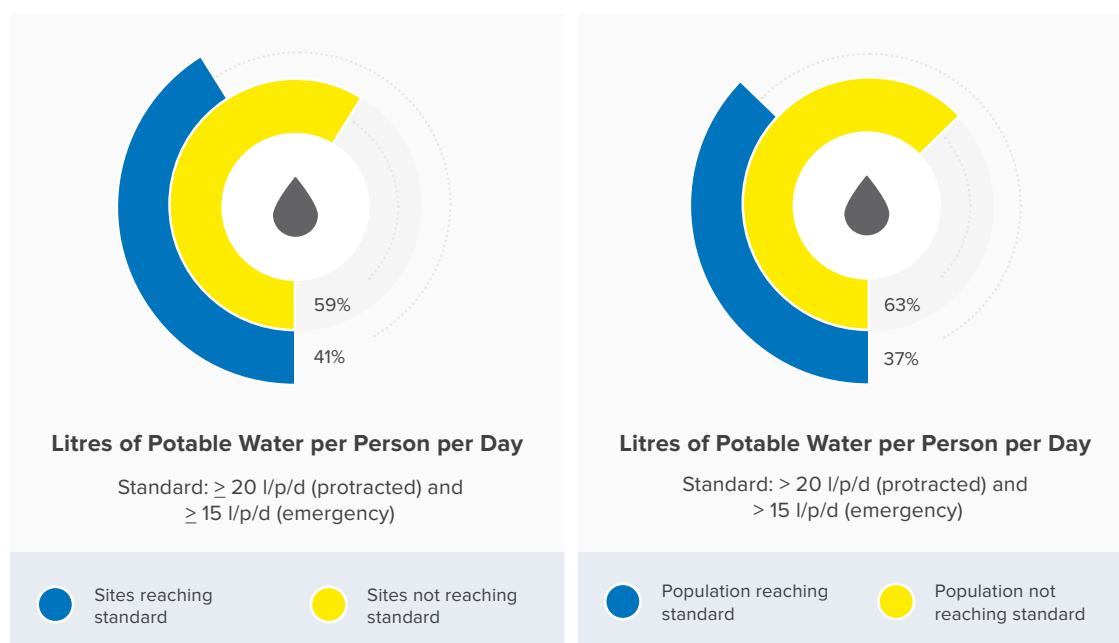 59%
41%
Litres of Potable Water per Person per Day
Standard: ≥ 20 l/p/d (protracted) and
≥ 15 l/p/d (emergency)
Sites reaching
standard
Sites not reaching
standard
63%
37%
Litres of Potable Water per Person per Day
Standard: > 20 l/p/d (protracted) and
> 15 l/p/d (emergency)
Population reaching
standard
Population not
reaching standard